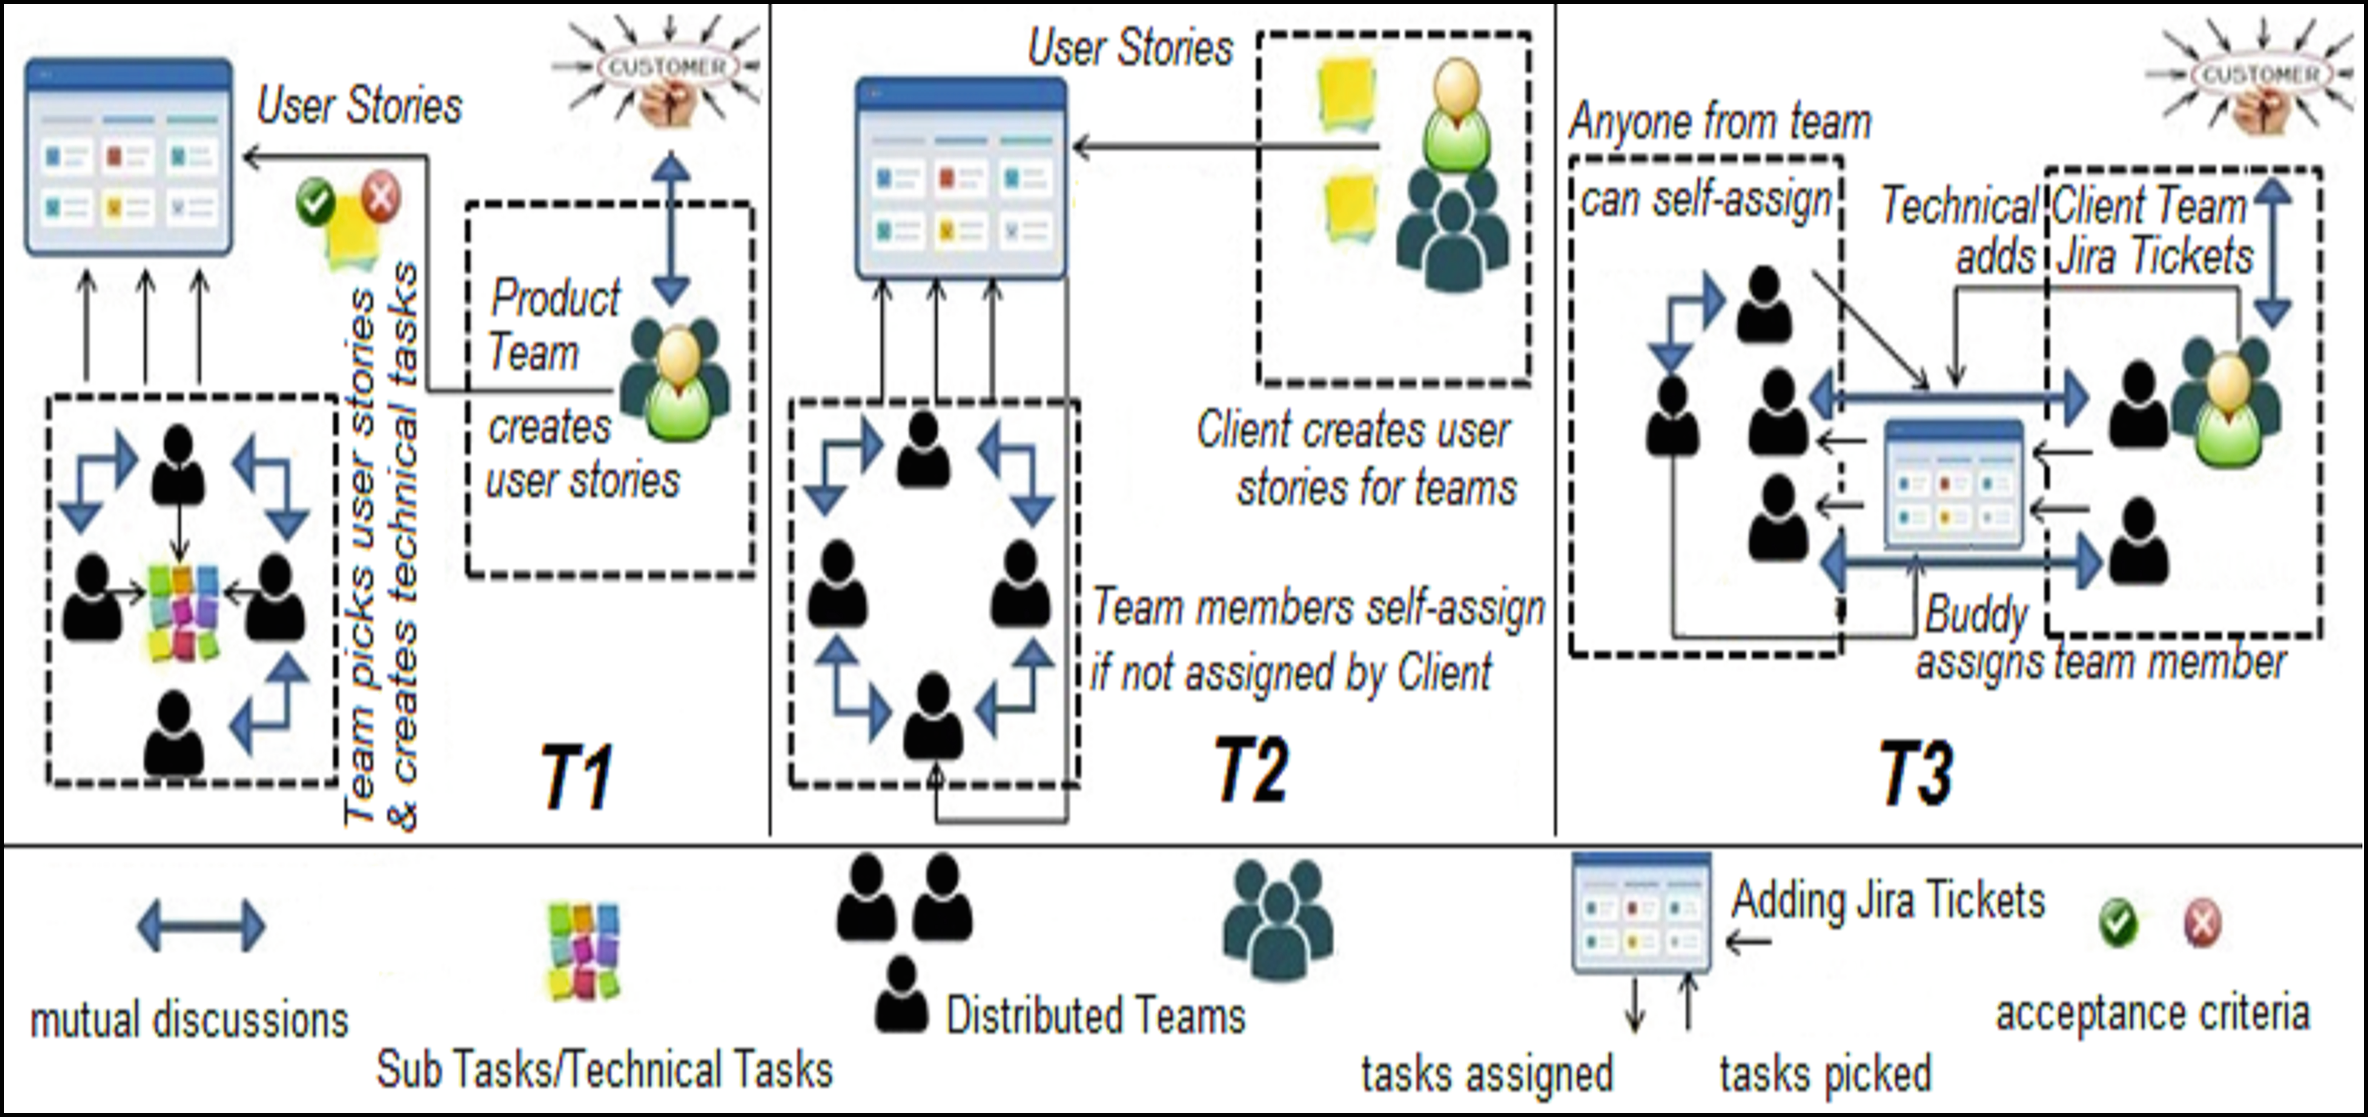 CUSTOMER
User Stories
Product
Team
creates
user stories
Team picks user stories
& creates technical tasks
T1
User Stories
Client creates user
stories for teams
Team members self-assign
if not assigned by Client
T2
CUSTOMER
Anyone from team
can self-assign
Technical Client Team
adds Jira Tickets
Buddy
assigns team member
T3
mutual discussions
Sub Tasks/Technical Tasks
Distributed Teams
Adding Jira Tickets
tasks assigned
tasks picked
acceptance criteria